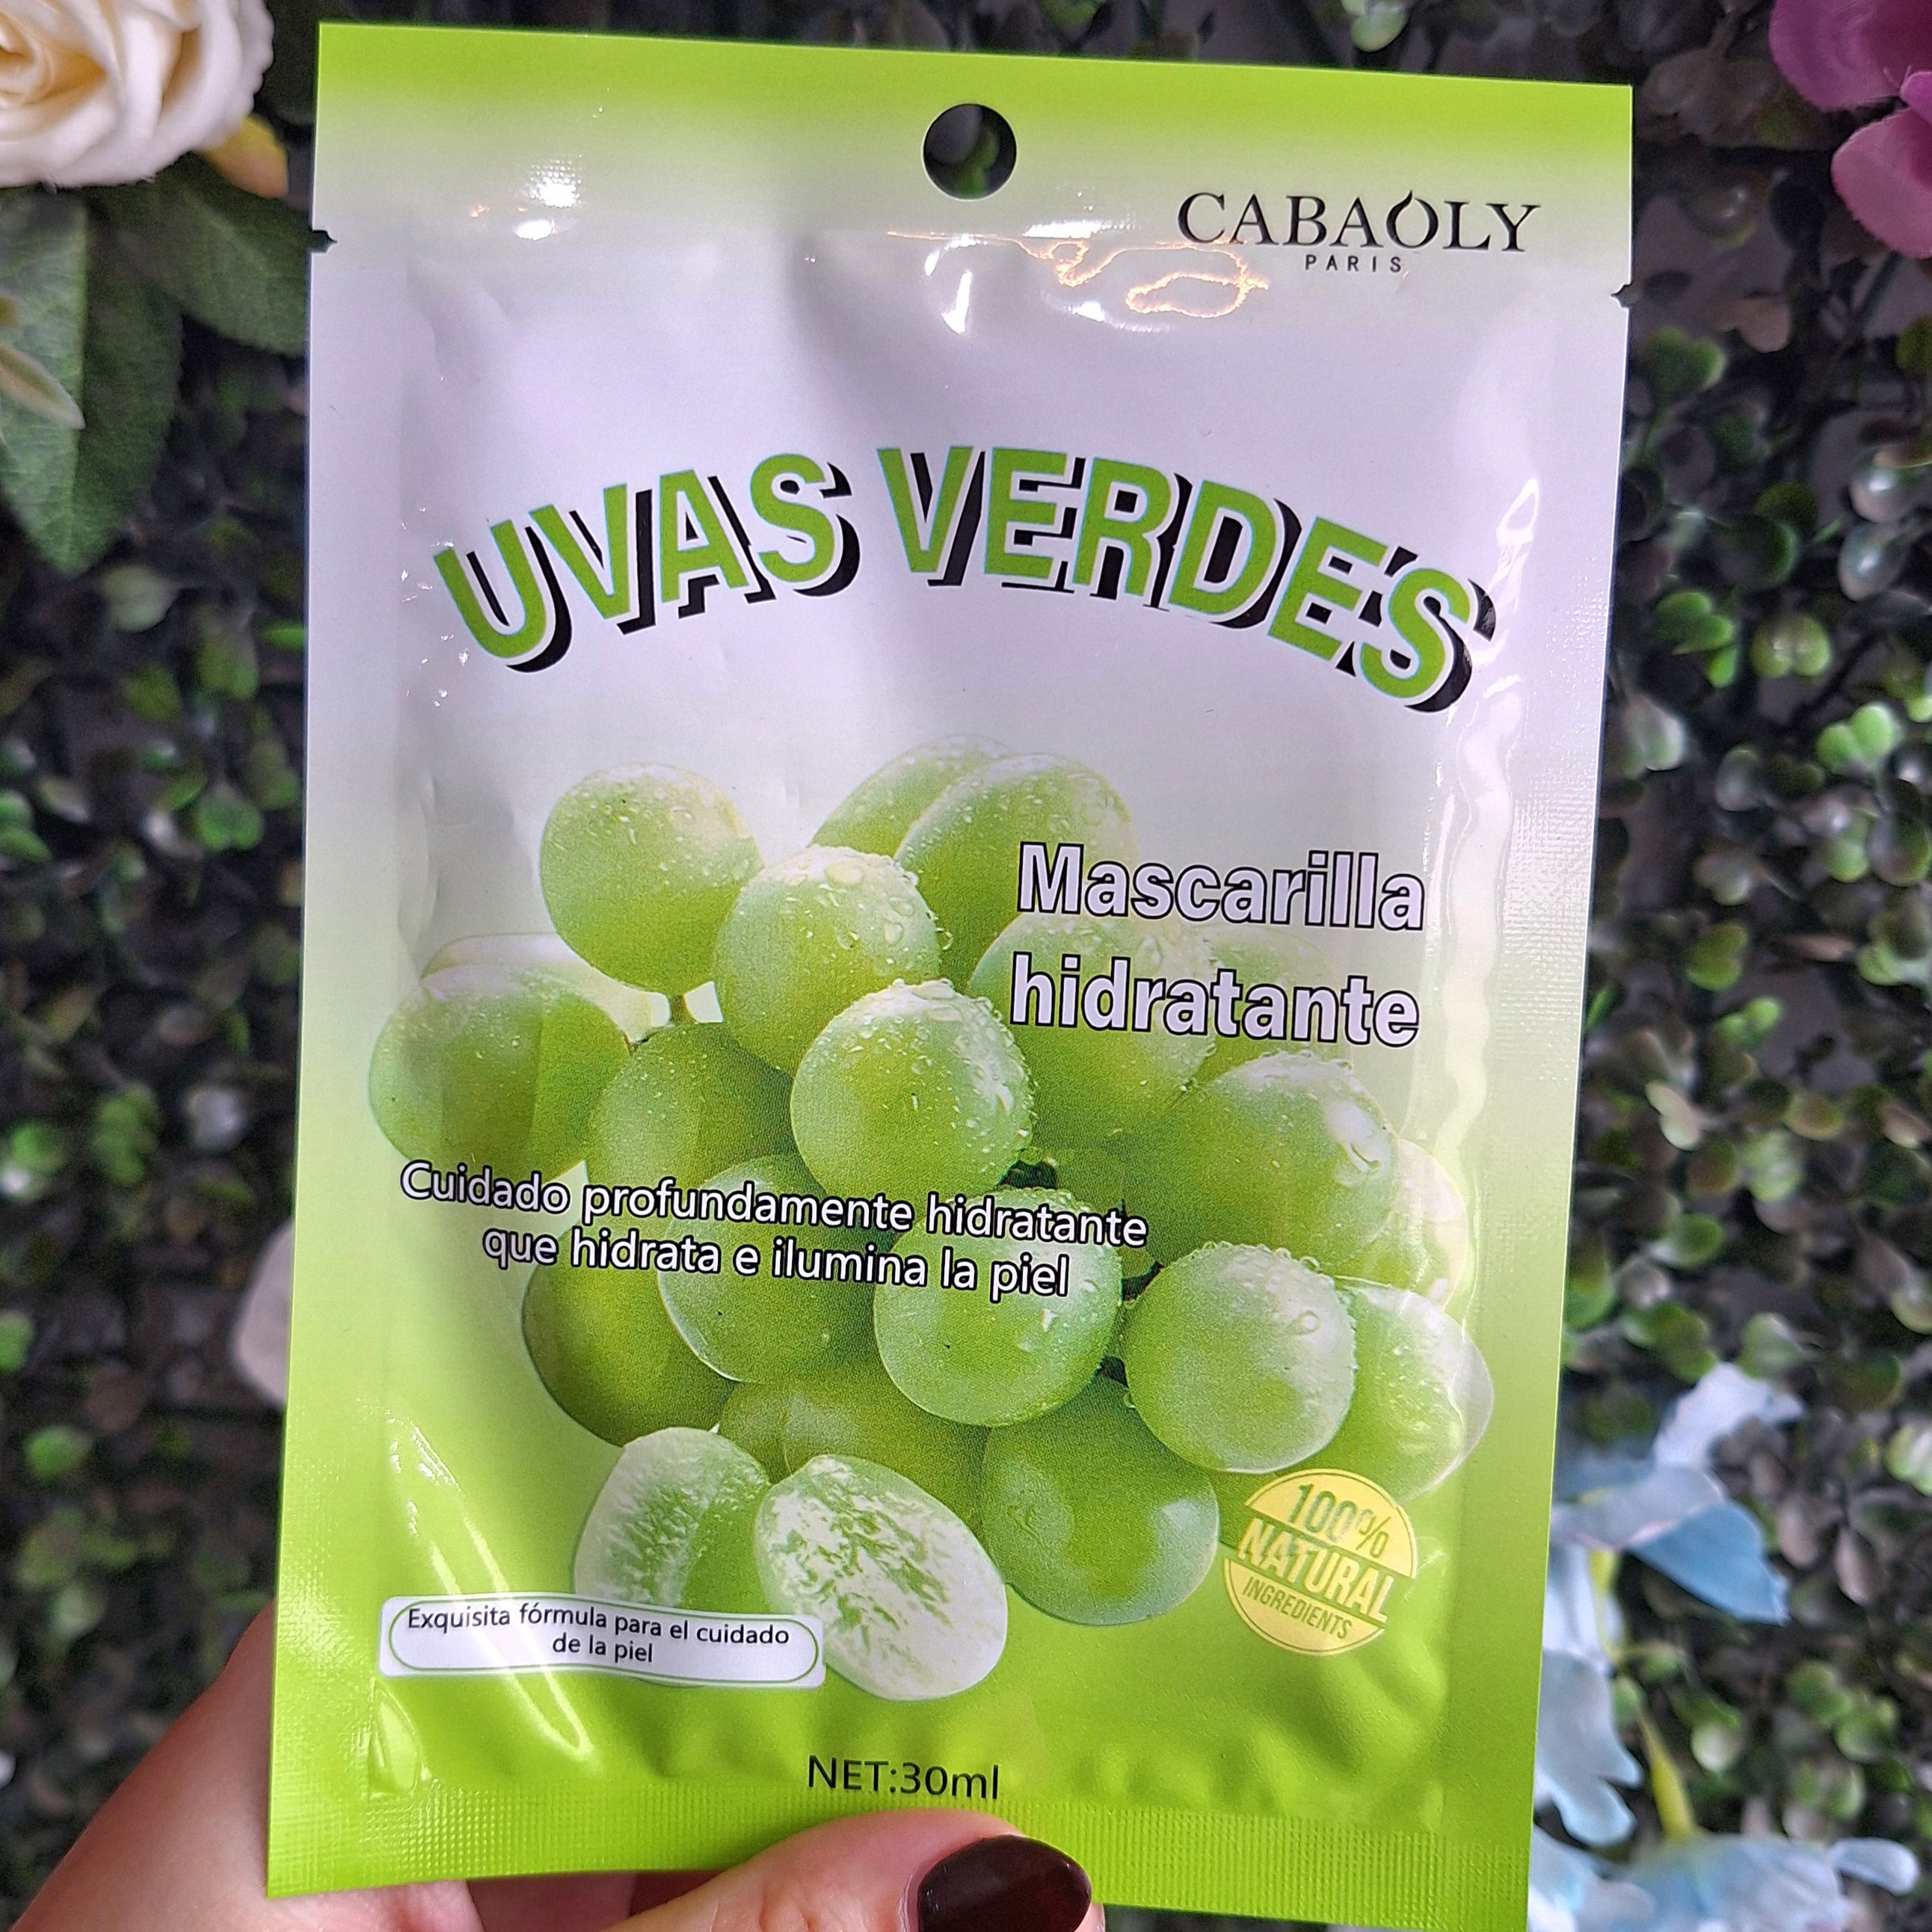 CABAOLY
PARIS
UVAS VERDES
Mascarilla
hidratante
Cuidado profundamente hidratante
que hidrata e ilumina la piel
100%
NATURAL
INGREDIENTS
Exquisita fórmula para el cuidado
de la piel
NET:30ml